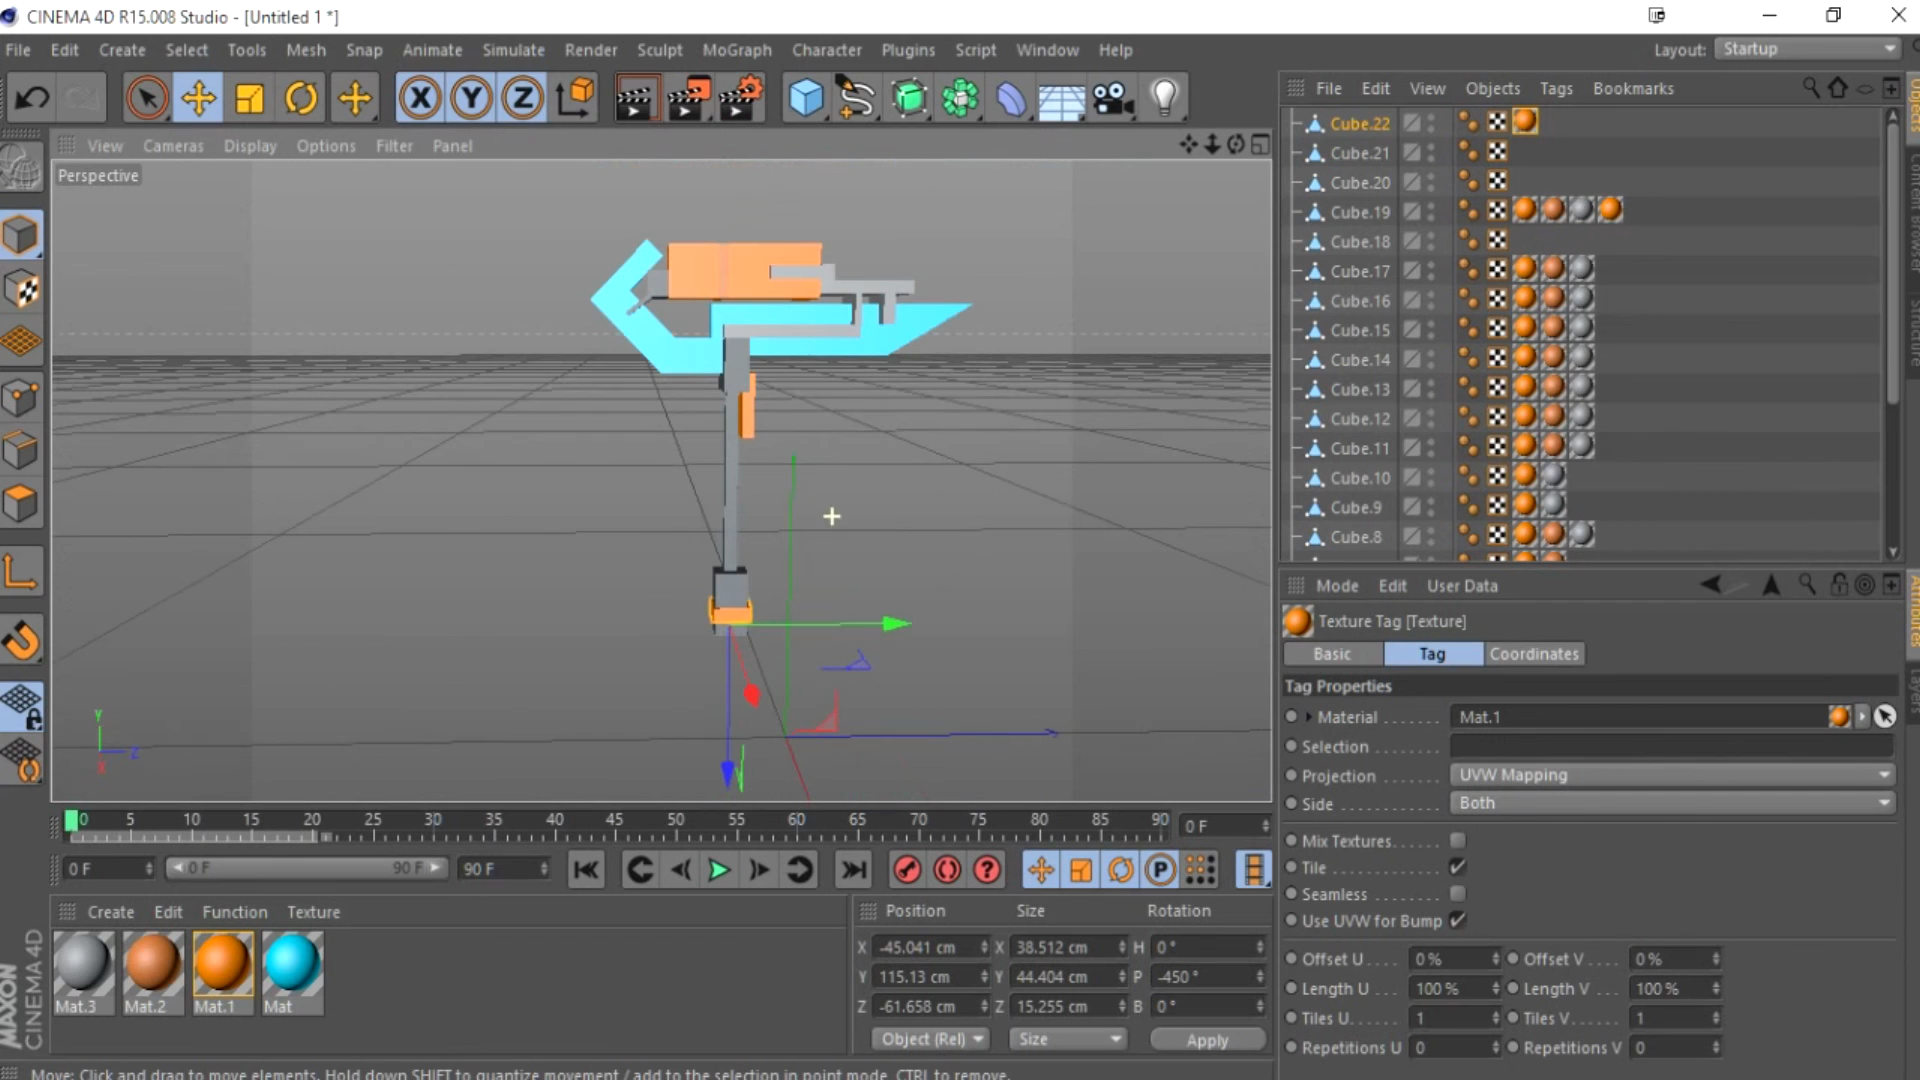 CINEMA 4D R15.008 Studio - [Untitled 1 *]
File Edit Create Select Tools Mesh Snap Animate Simulate Render Sculpt MoGraph Character Plugins Script Window Help
Layout: Startup
X Y Z
View Cameras Display Options Filter Panel
Perspective
Y
Z
X
File Edit View Objects Tags Bookmarks
Cube.22
Cube.21
Cube.20
Cube.19
Cube.18
Cube.17
Cube.16
Cube.15
Cube.14
Cube.13
Cube.12
Cube.11
Cube.10
Cube.9
Cube.8
Objects
Content Browser
Structure
Mode Edit User Data
Texture Tag [Texture]
Basic Tag Coordinates
Tag Properties
Material ....... Mat.1
Selection .......
Projection ....... UVW Mapping
Side .......... Both
Mix Textures.....
Tile ..........
Seamless .......
Use UVW for Bump
Offset U.... 0 % Offset V.... 0 %
Length U ... 100 % Length V ... 100 %
Tiles U...... 1 Tiles V...... 1
Repetitions U 0 Repetitions V 0
Attributes
Layers
0 5 10 15 20 25 30 35 40 45 50 55 60 65 70 75 80 85 90 0 F
0 F 0 F 90 F 90 F
P
Create Edit Function Texture
Mat.3 Mat.2 Mat.1 Mat
Position Size Rotation
X -45.041 cm X 38.512 cm H 0 °
Y 115.13 cm Y 44.404 cm P -450 °
Z -61.658 cm Z 15.255 cm B 0 °
Object (Rel) Size Apply
MAXON
CINEMA 4D
Move: Click and drag to move elements. Hold down SHIFT to quantize movement / add to the selection in point mode, CTRL to remove.